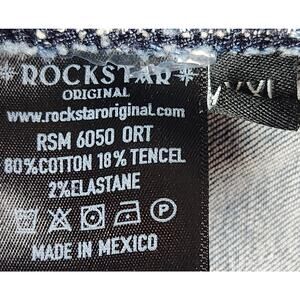 ROCKSTAR
ORIGINAL
www.rockstaroriginal.com
RSM 6050 ORT
80%COTTON 18% TENCEL
2%ELASTANE
P
MADE IN MEXICO